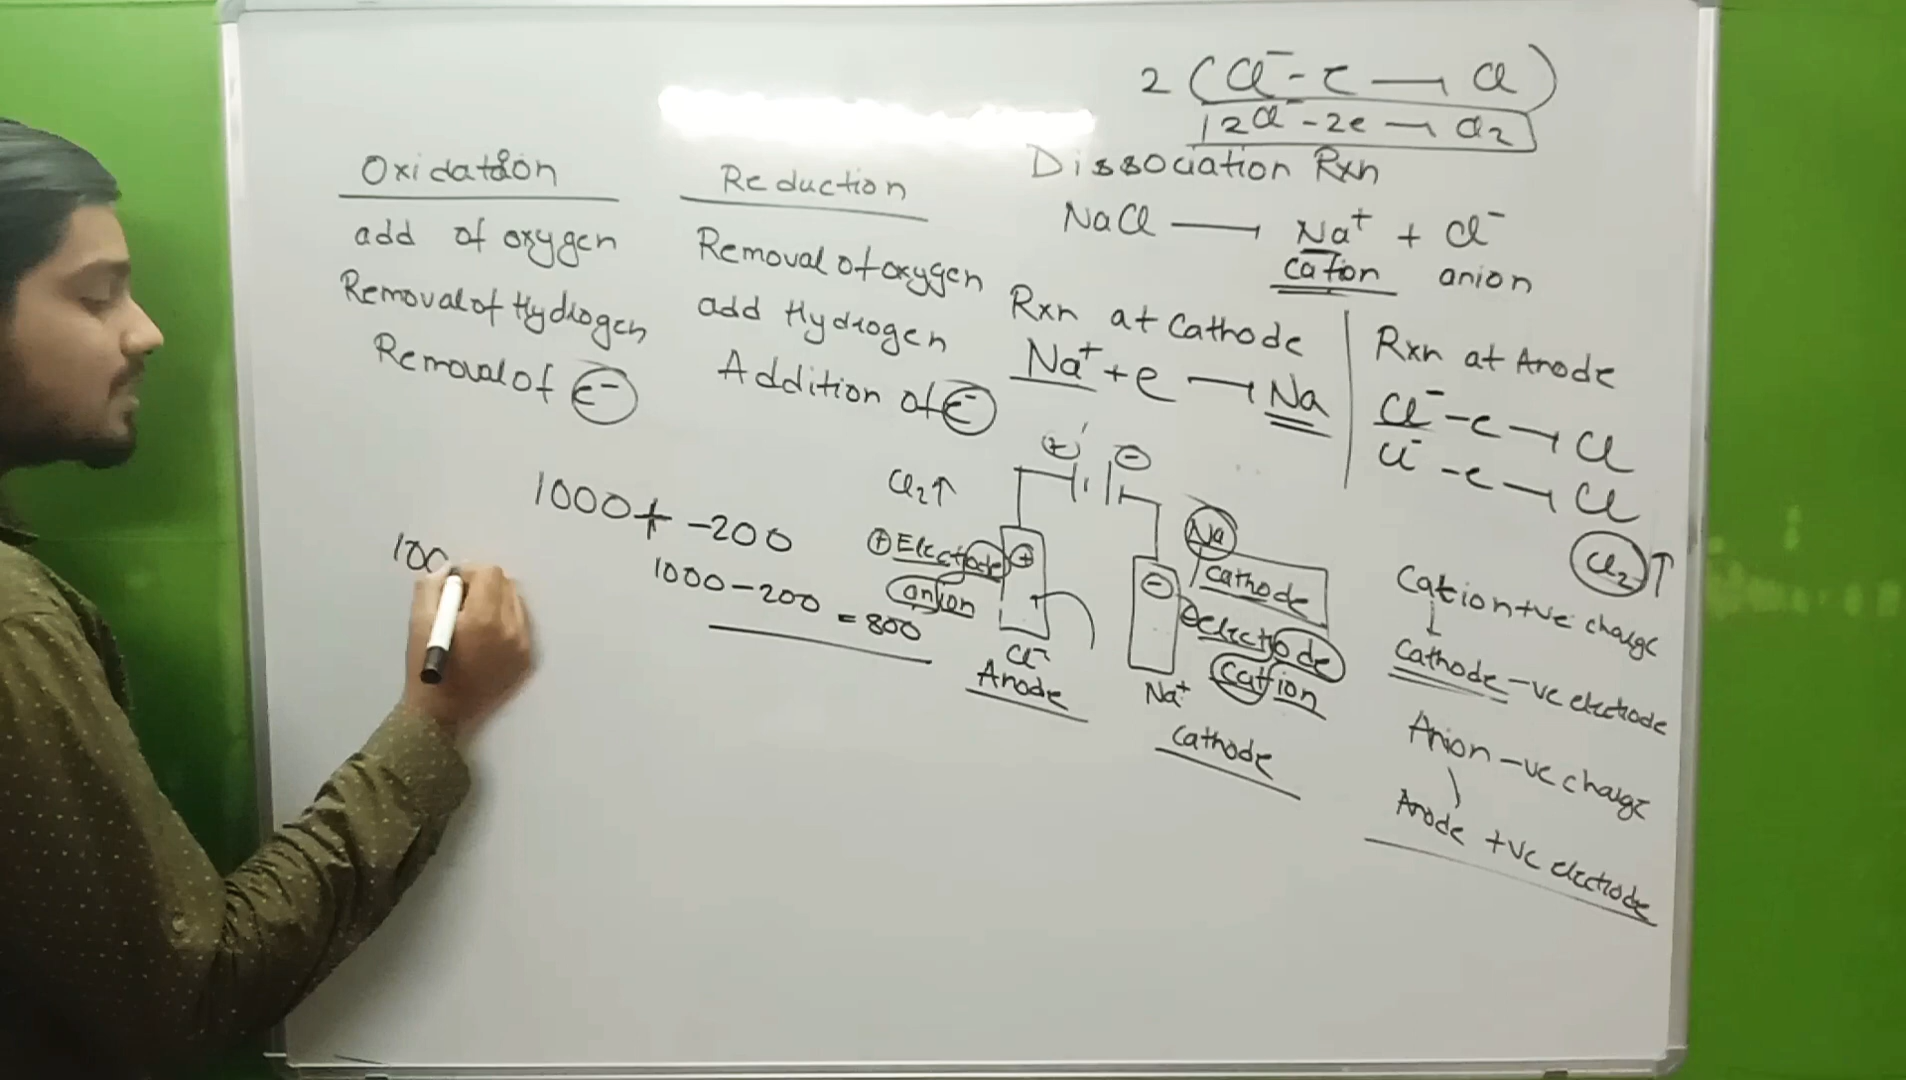 2 (Cl⁻ - e → Cl)
2Cl⁻ - 2e → Cl2
Oxidation
add of oxygen
Removal of Hydrogen
Removal of e⁻
Reduction
Removal of oxygen
add Hydrogen
Addition of e⁻
Dissociation Rxn
NaCl → Na⁺ + Cl⁻
cation anion
Rxn at Cathode
Na⁺ + e → Na
Rxn at Anode
Cl⁻ - e → Cl
Cl⁻ - e → Cl
Cl2↑
1000 + -200
1000 - 200 = 800
100
Cl2↑
+ Electrode
anion
+
Cl⁻
Anode
+ -
Na
Cathode
-
- electrode
Cation
Na⁺
Cathode
Cation +ve charge
↓
Cathode -ve electrode
Anion -ve charge
Anode +ve electrode